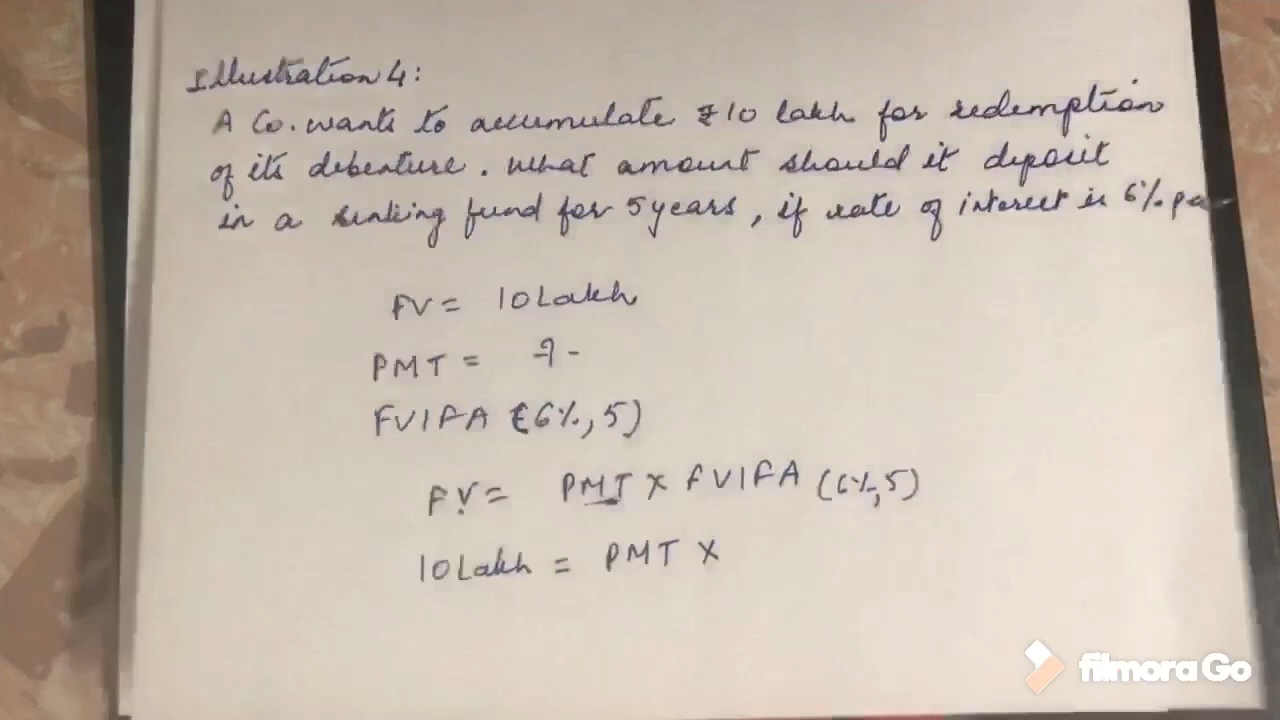 Illustration 4:
A Co. wants to accumulate ₹10 lakh for redemption
of its debenture. What amount should it deposit
in a sinking fund for 5 years, if rate of interest is 6% pa
FV = 10 Lakh
PMT = ?
FVIFA (6%, 5)
FV = PMT X FVIFA (6%, 5)
10 Lakh = PMT X
filmoraGo